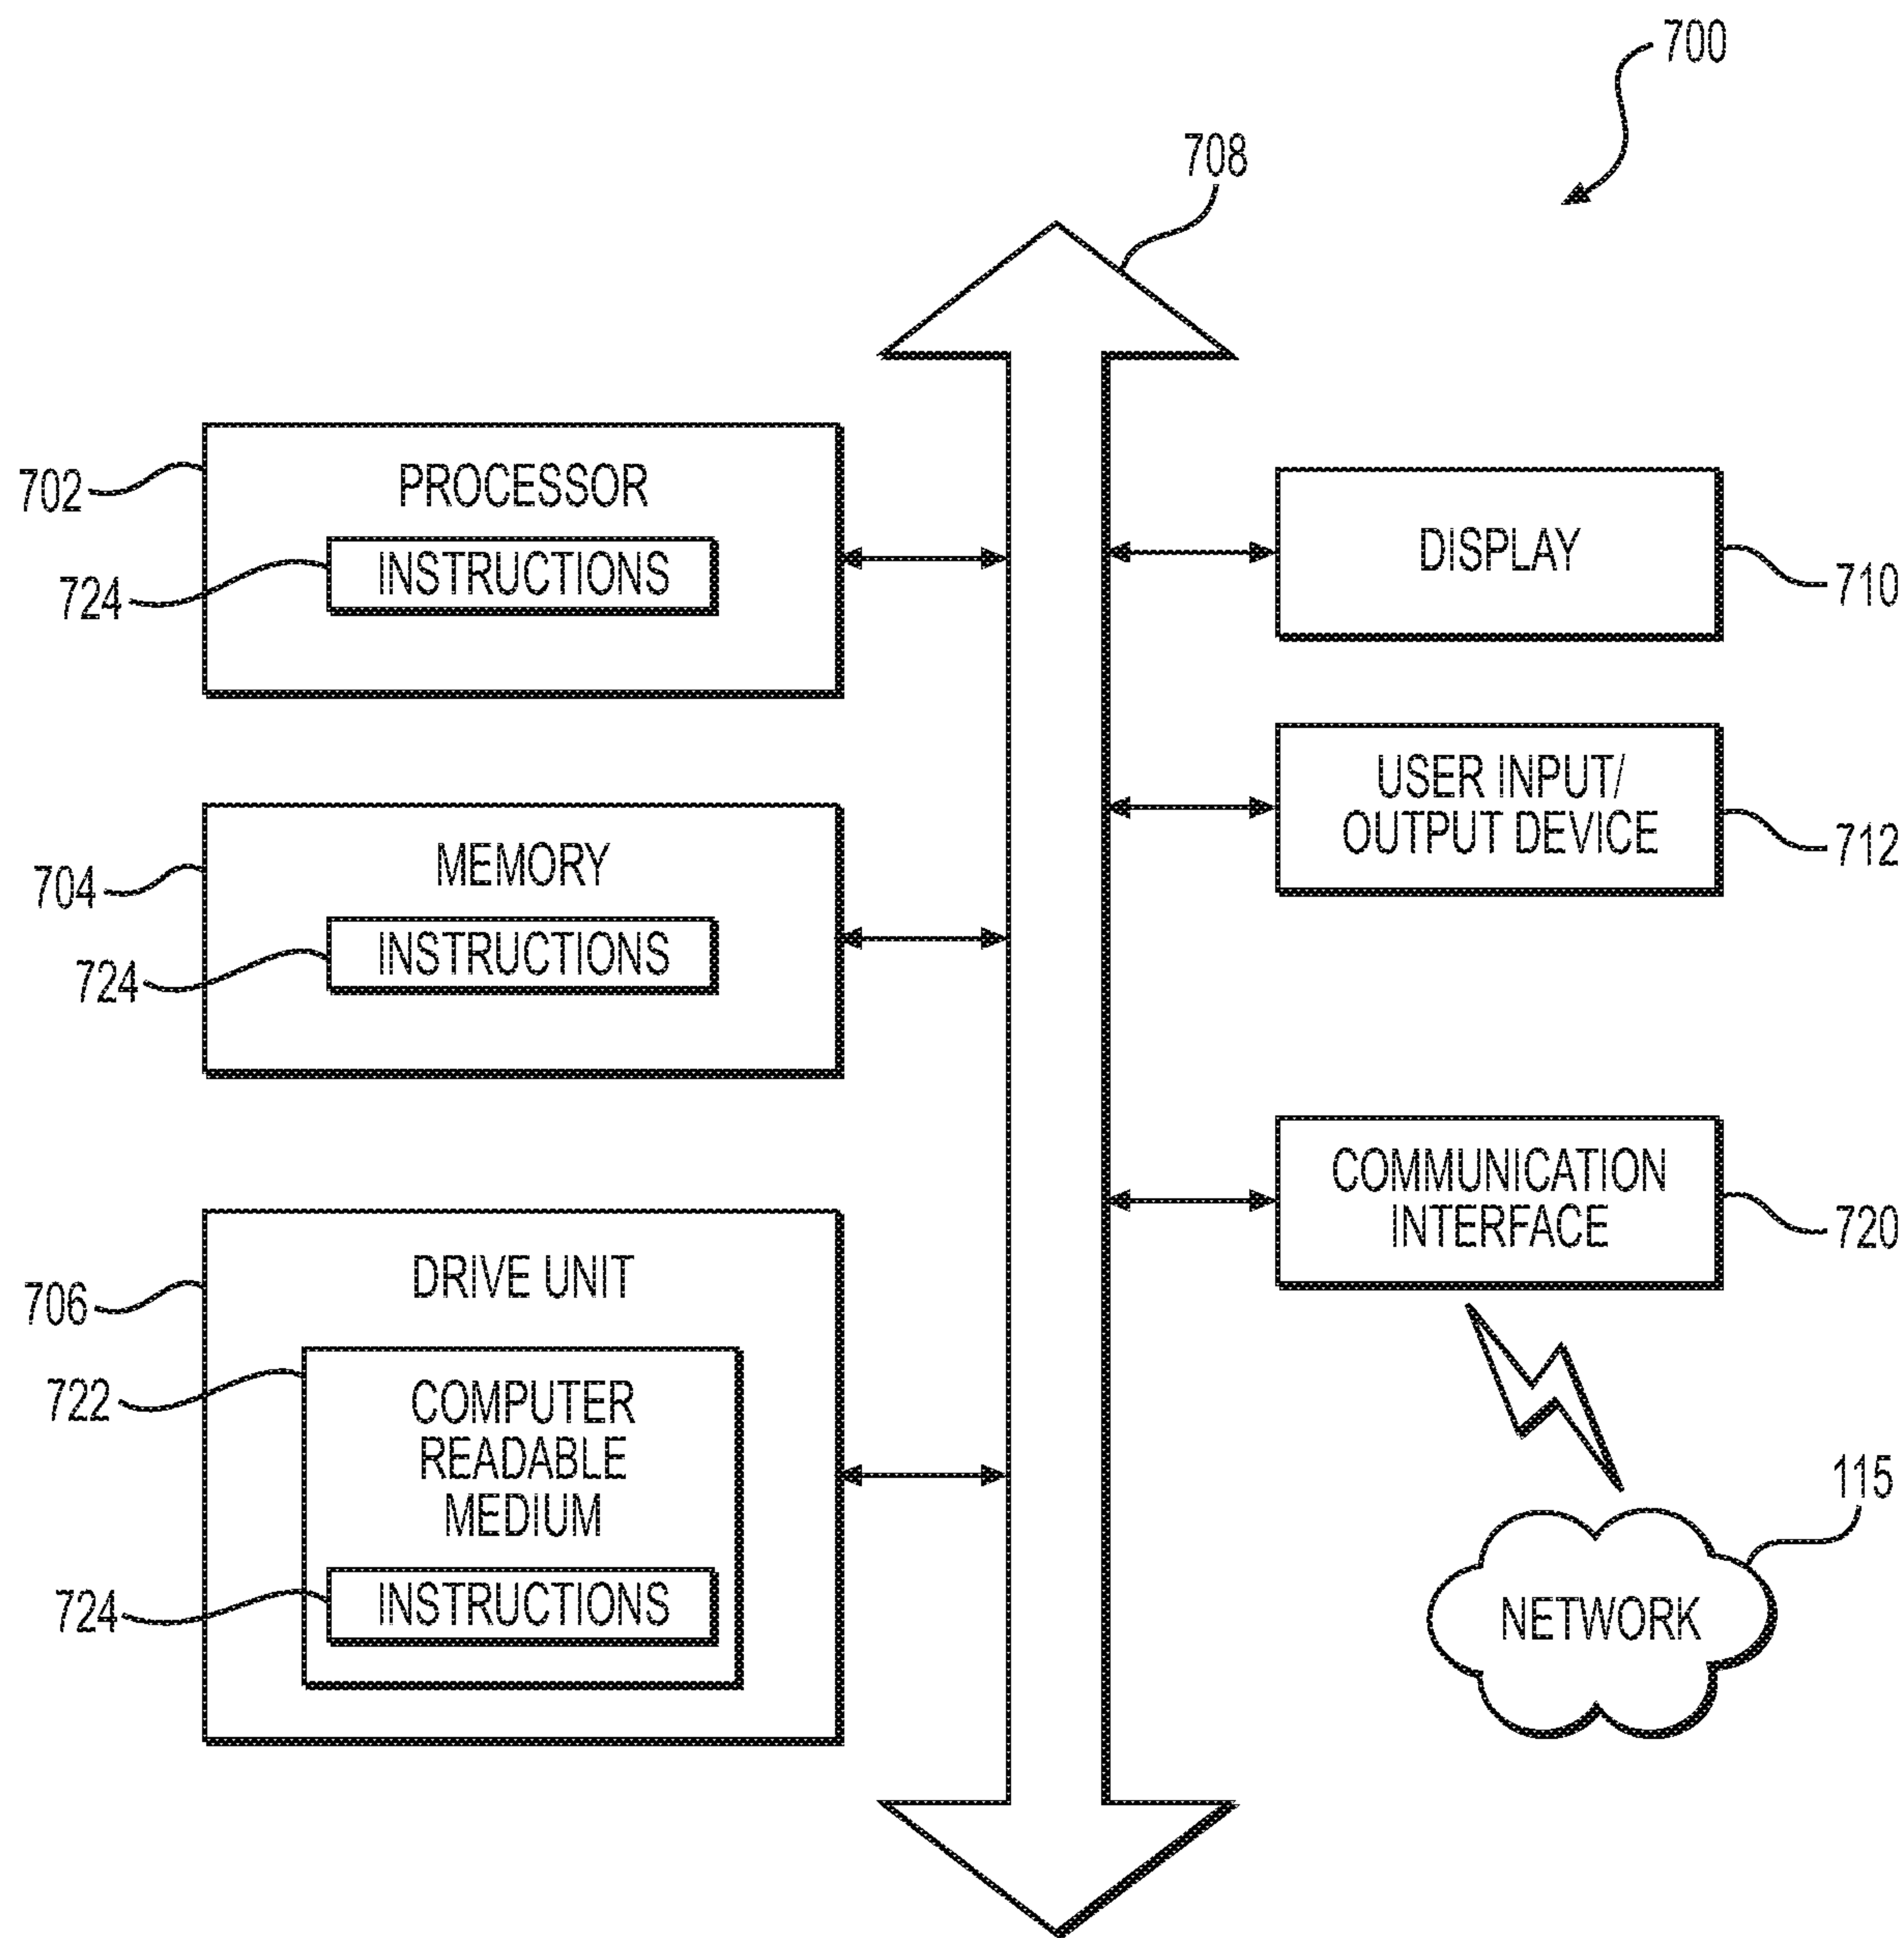 700
708
702
PROCESSOR
724
INSTRUCTIONS
DISPLAY
710
704
MEMORY
724
INSTRUCTIONS
USER INPUT/
OUTPUT DEVICE
712
706
DRIVE UNIT
722
COMPUTER
READABLE
MEDIUM
724
INSTRUCTIONS
COMMUNICATION
INTERFACE
720
115
NETWORK